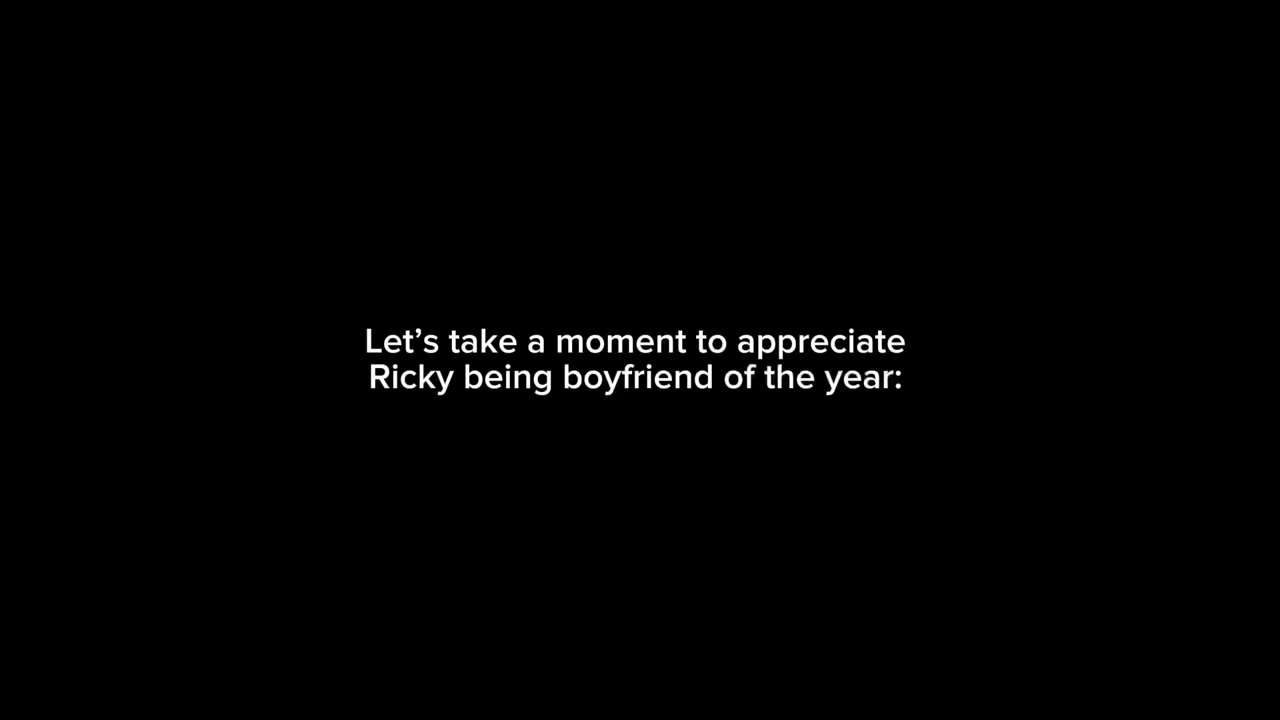 Let’s take a moment to appreciate
Ricky being boyfriend of the year: